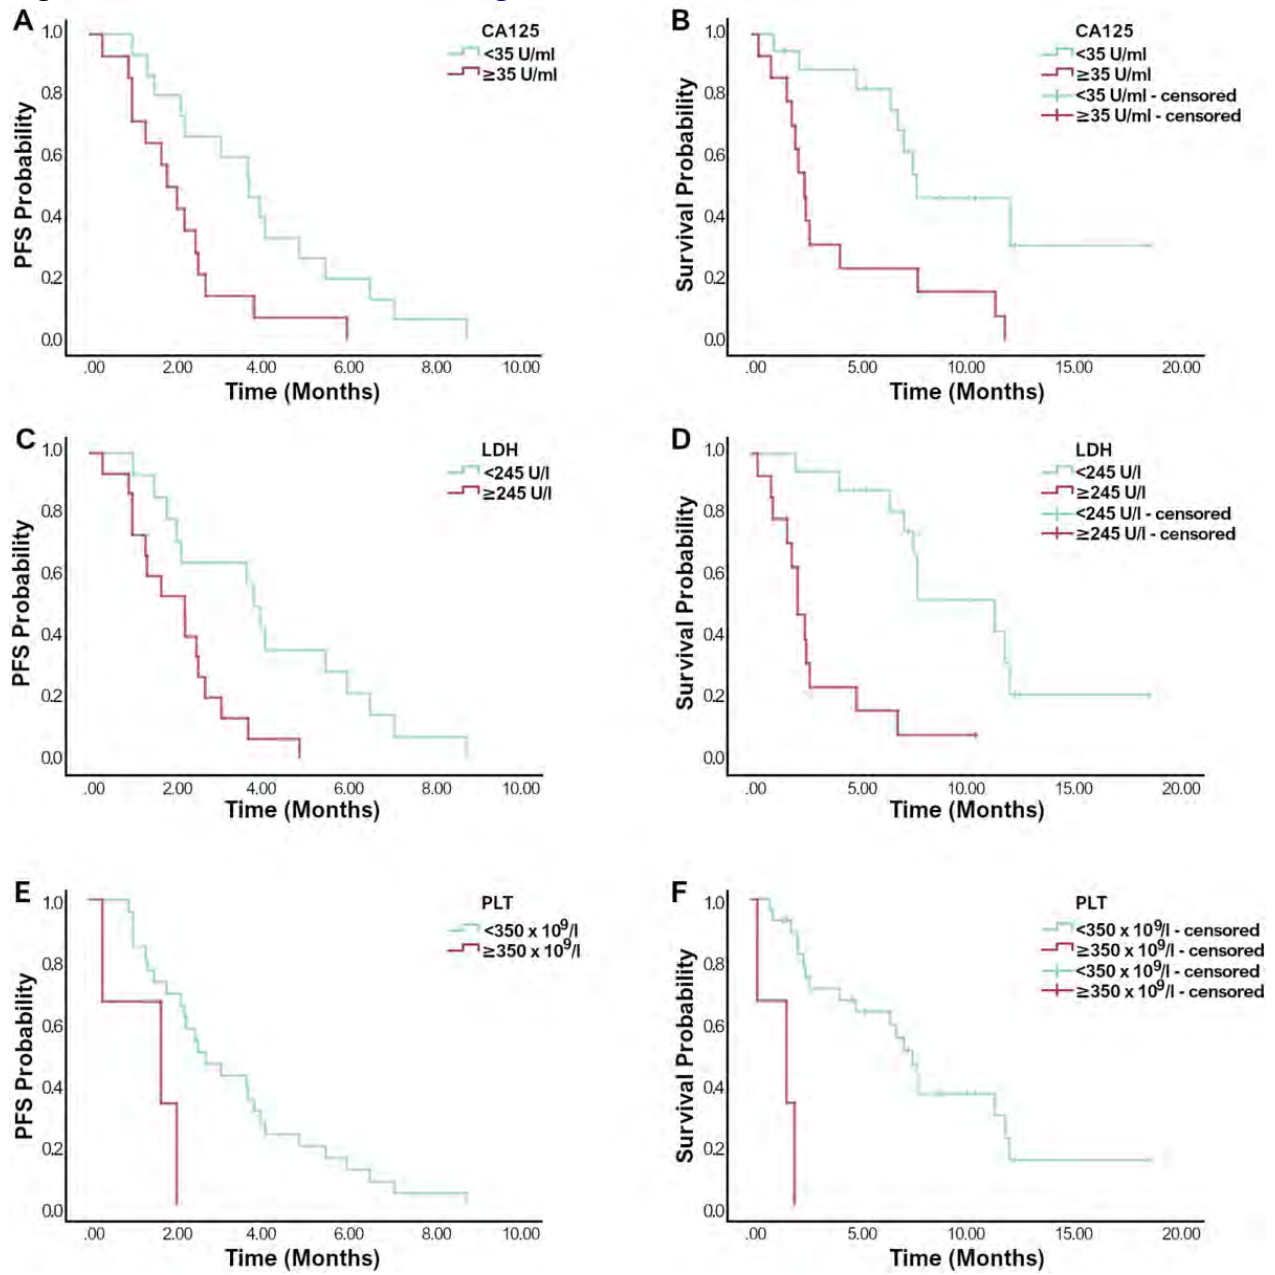 A
CA125
<35 U/ml
≥35 U/ml
PFS Probability
1.0
0.8
0.6
0.4
0.2
0.0
.00 2.00 4.00 6.00 8.00 10.00
Time (Months)
B
CA125
<35 U/ml
≥35 U/ml
<35 U/ml - censored
≥35 U/ml - censored
Survival Probability
1.0
0.8
0.6
0.4
0.2
0.0
.00 5.00 10.00 15.00 20.00
Time (Months)
C
LDH
<245 U/l
≥245 U/l
PFS Probability
1.0
0.8
0.6
0.4
0.2
0.0
.00 2.00 4.00 6.00 8.00 10.00
Time (Months)
D
LDH
<245 U/l
≥245 U/l
<245 U/l - censored
≥245 U/l - censored
Survival Probability
1.0
0.8
0.6
0.4
0.2
0.0
.00 5.00 10.00 15.00 20.00
Time (Months)
E
PLT
<350 x 10⁹/l
≥350 x 10⁹/l
PFS Probability
1.0
0.8
0.6
0.4
0.2
0.0
.00 2.00 4.00 6.00 8.00 10.00
Time (Months)
F
PLT
<350 x 10⁹/l - censored
≥350 x 10⁹/l - censored
<350 x 10⁹/l - censored
≥350 x 10⁹/l - censored
Survival Probability
1.0
0.8
0.6
0.4
0.2
0.0
.00 5.00 10.00 15.00 20.00
Time (Months)